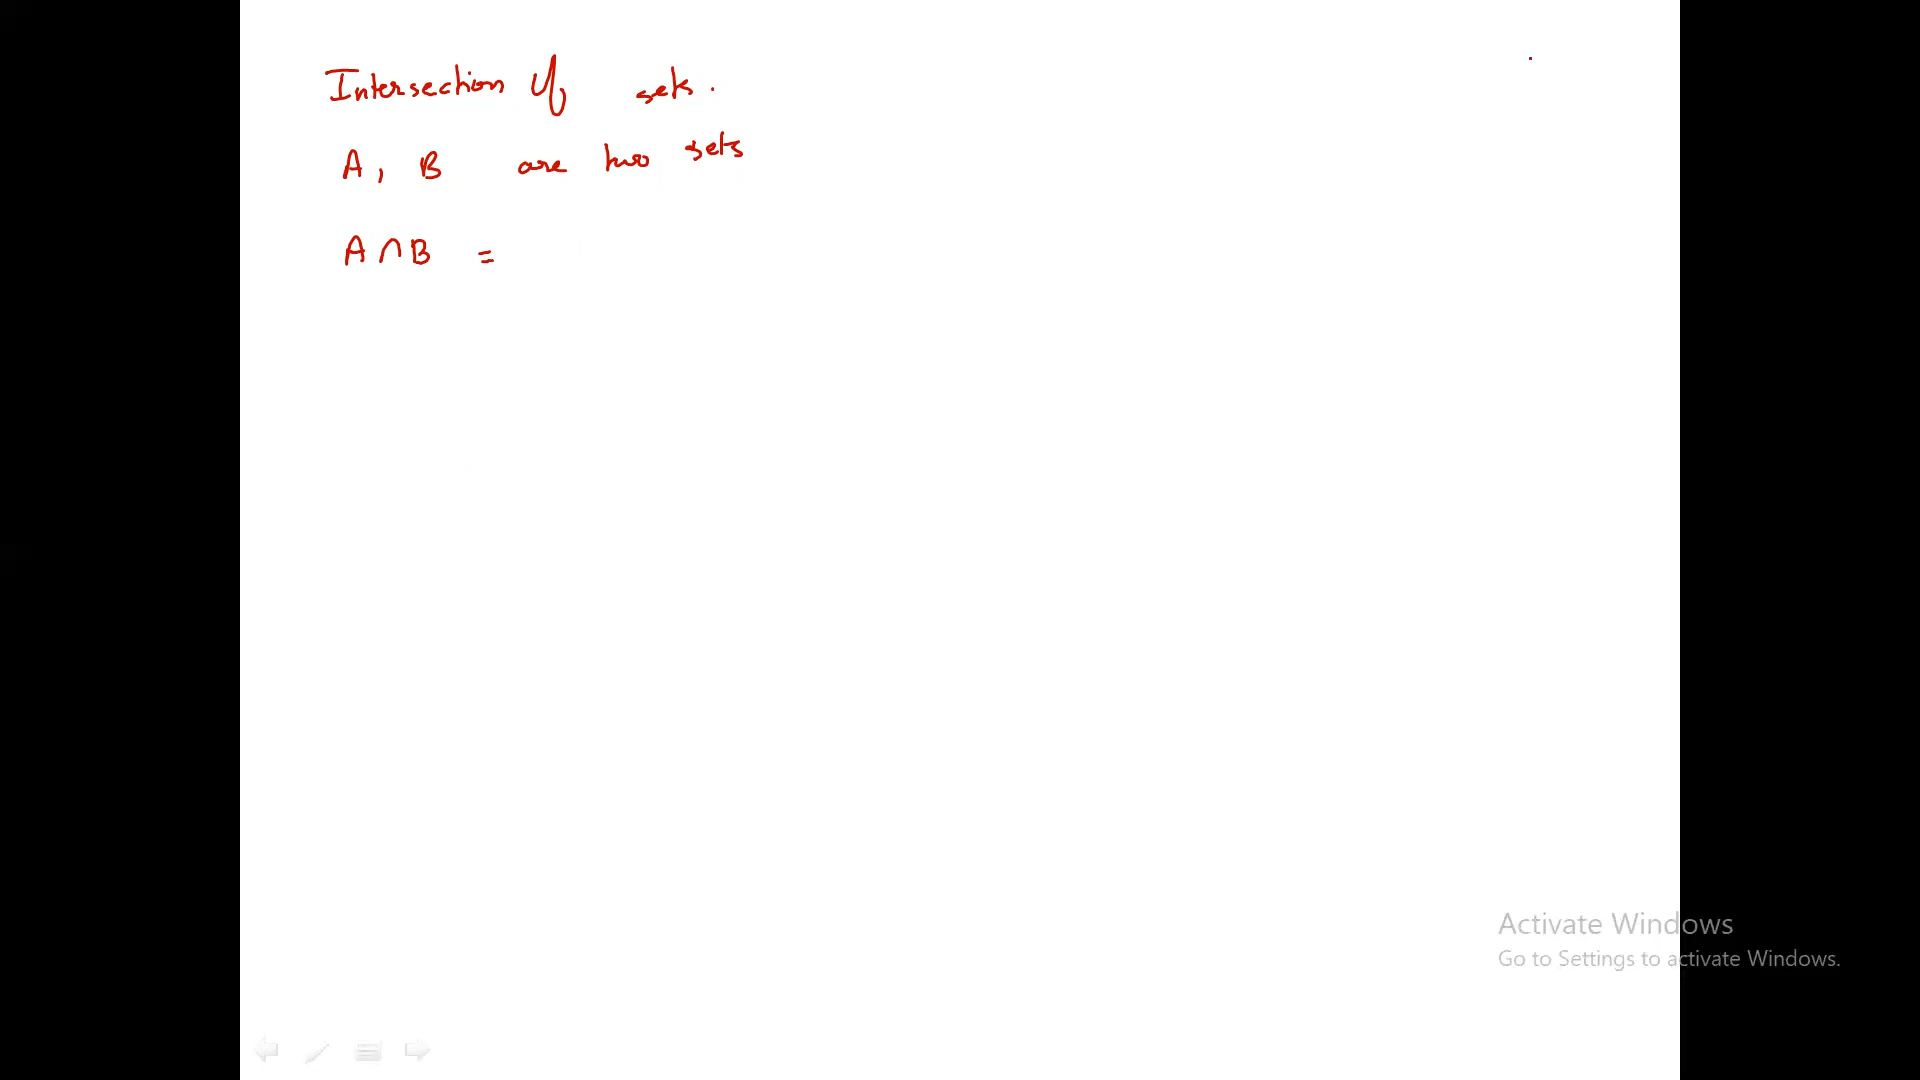 Intersection of sets.
A, B are two sets
A ∩ B =
Activate Windows
Go to Settings to activate Windows.